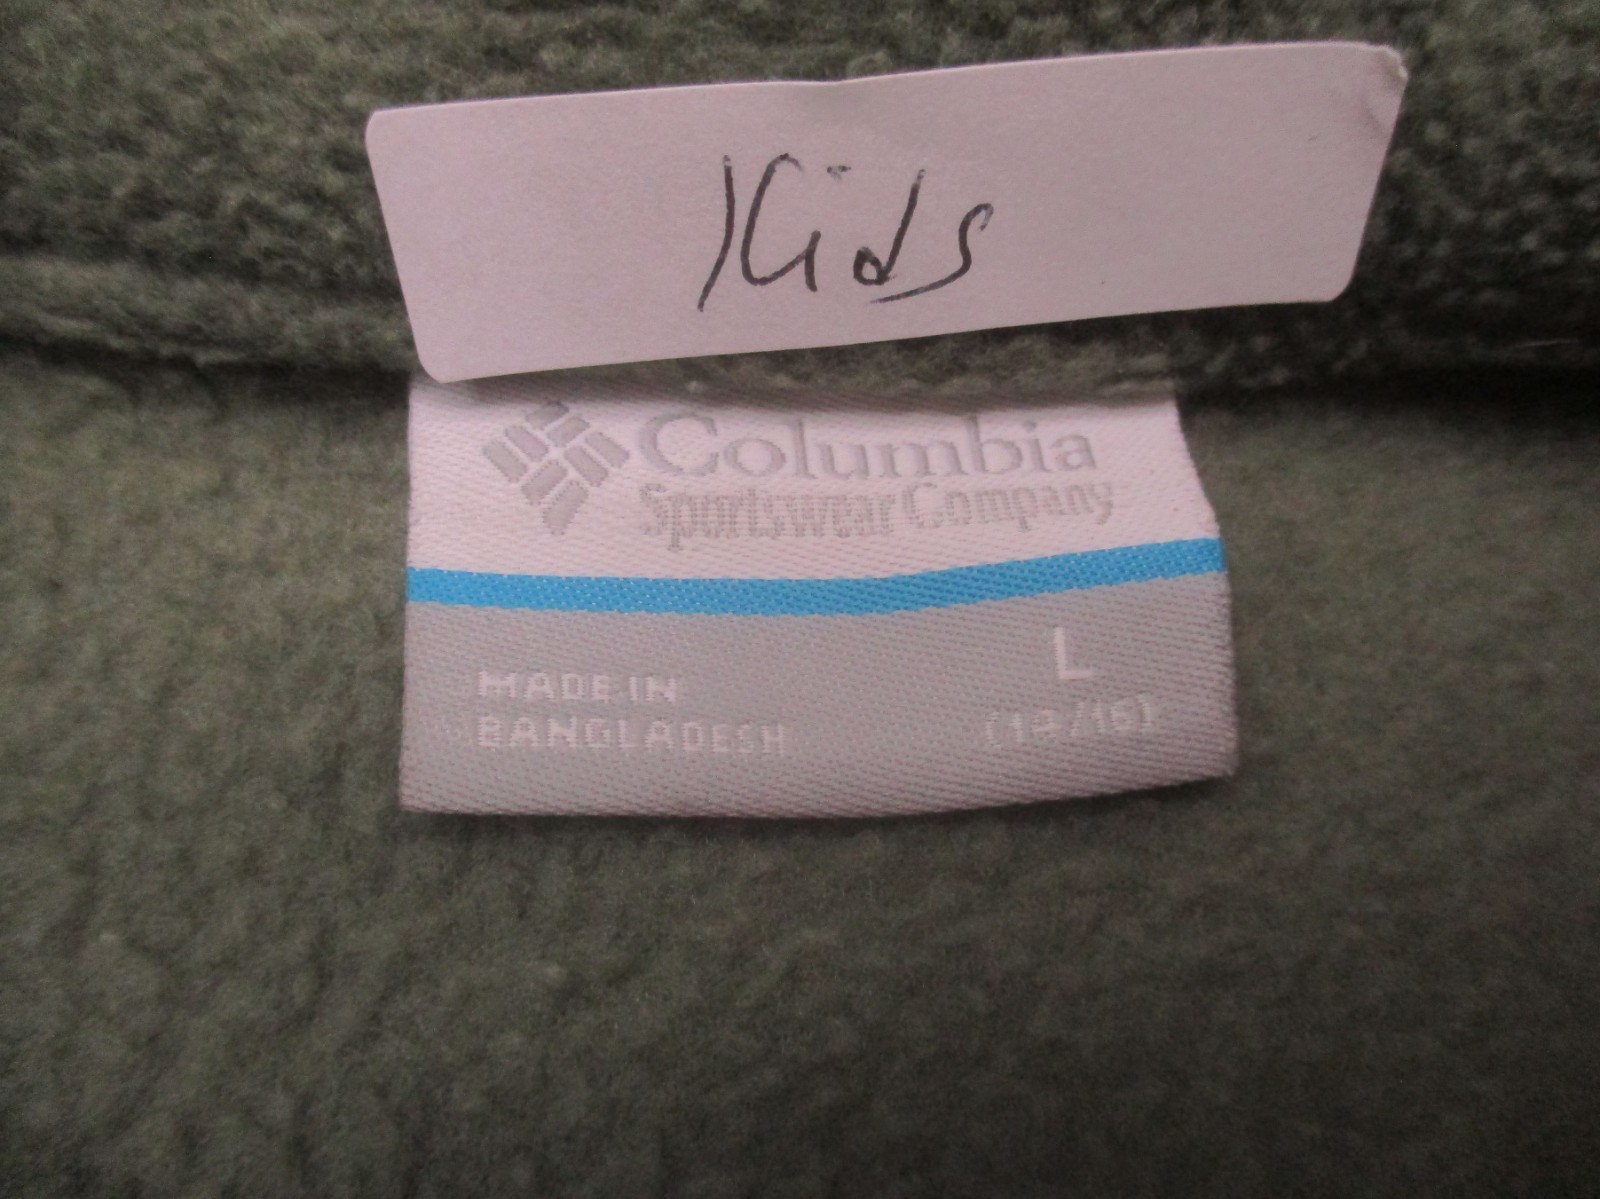 Kids
Columbia
Sportswear Company
MADE IN
BANGLADESH
L